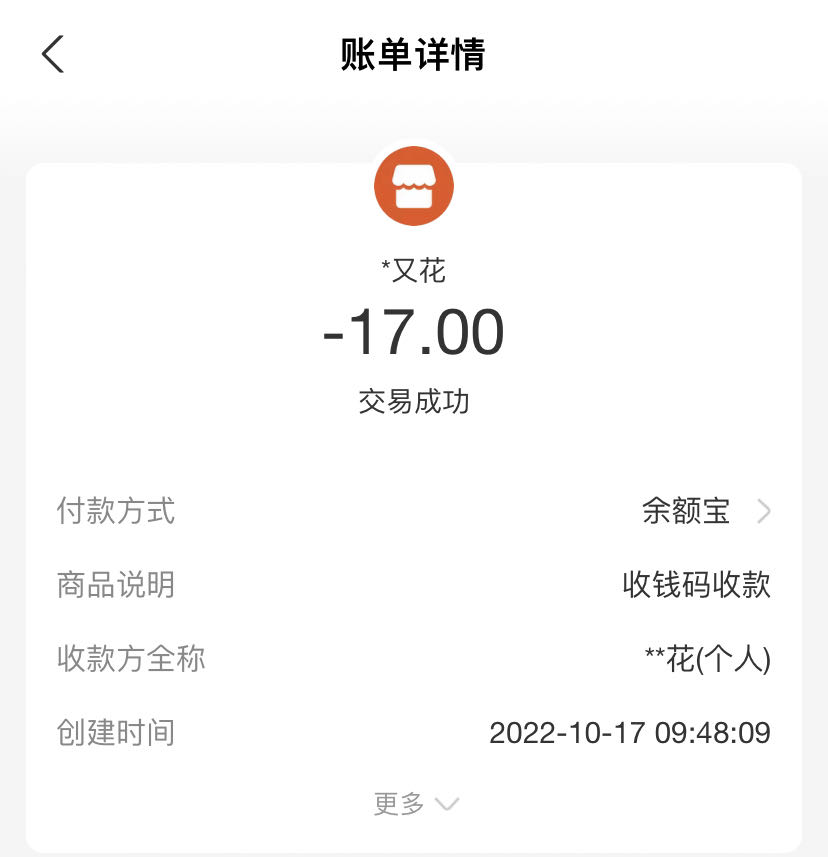 账单详情
*又花
-17.00
交易成功
付款方式 余额宝
商品说明 收钱码收款
收款方全称 **花(个人)
创建时间 2022-10-17 09:48:09
更多